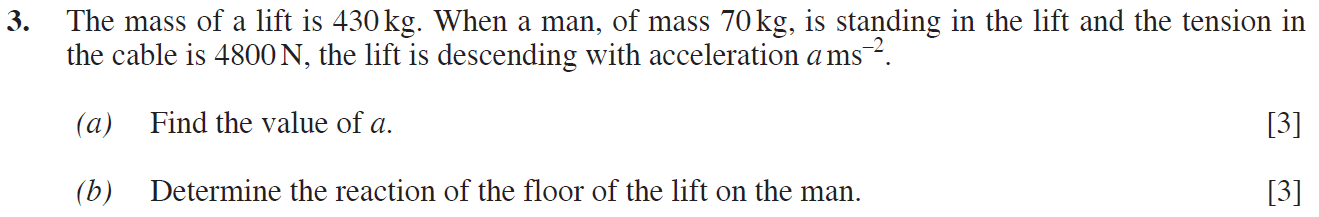 3. The mass of a lift is 430 kg. When a man, of mass 70 kg, is standing in the lift and the tension in
the cable is 4800 N, the lift is descending with acceleration a ms⁻².
(a) Find the value of a. [3]
(b) Determine the reaction of the floor of the lift on the man. [3]